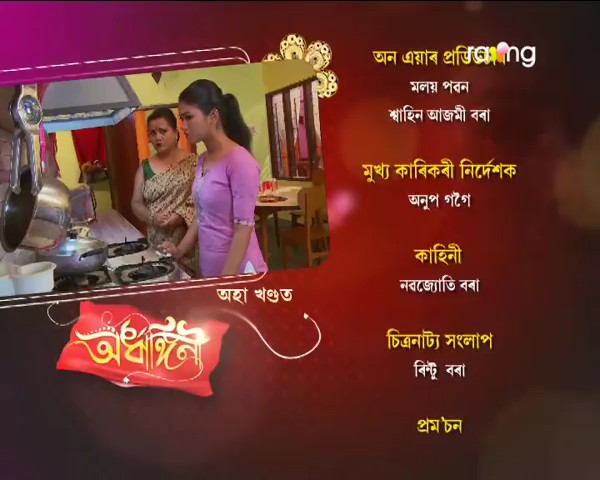 অন এয়াৰ
rang
মলয় পৱন
শ্বাহিন আজমী বৰা
মুখ্য কাৰিকৰী নিৰ্দেশক
অনুপ গগৈ
কাহিনী
নৱজ্যোতি বৰা
চিত্ৰনাট্য সংলাপ
ৰিন্টু বৰা
প্ৰম'চন
অহা খণ্ডত
অৰ্ধাঙ্গিনী